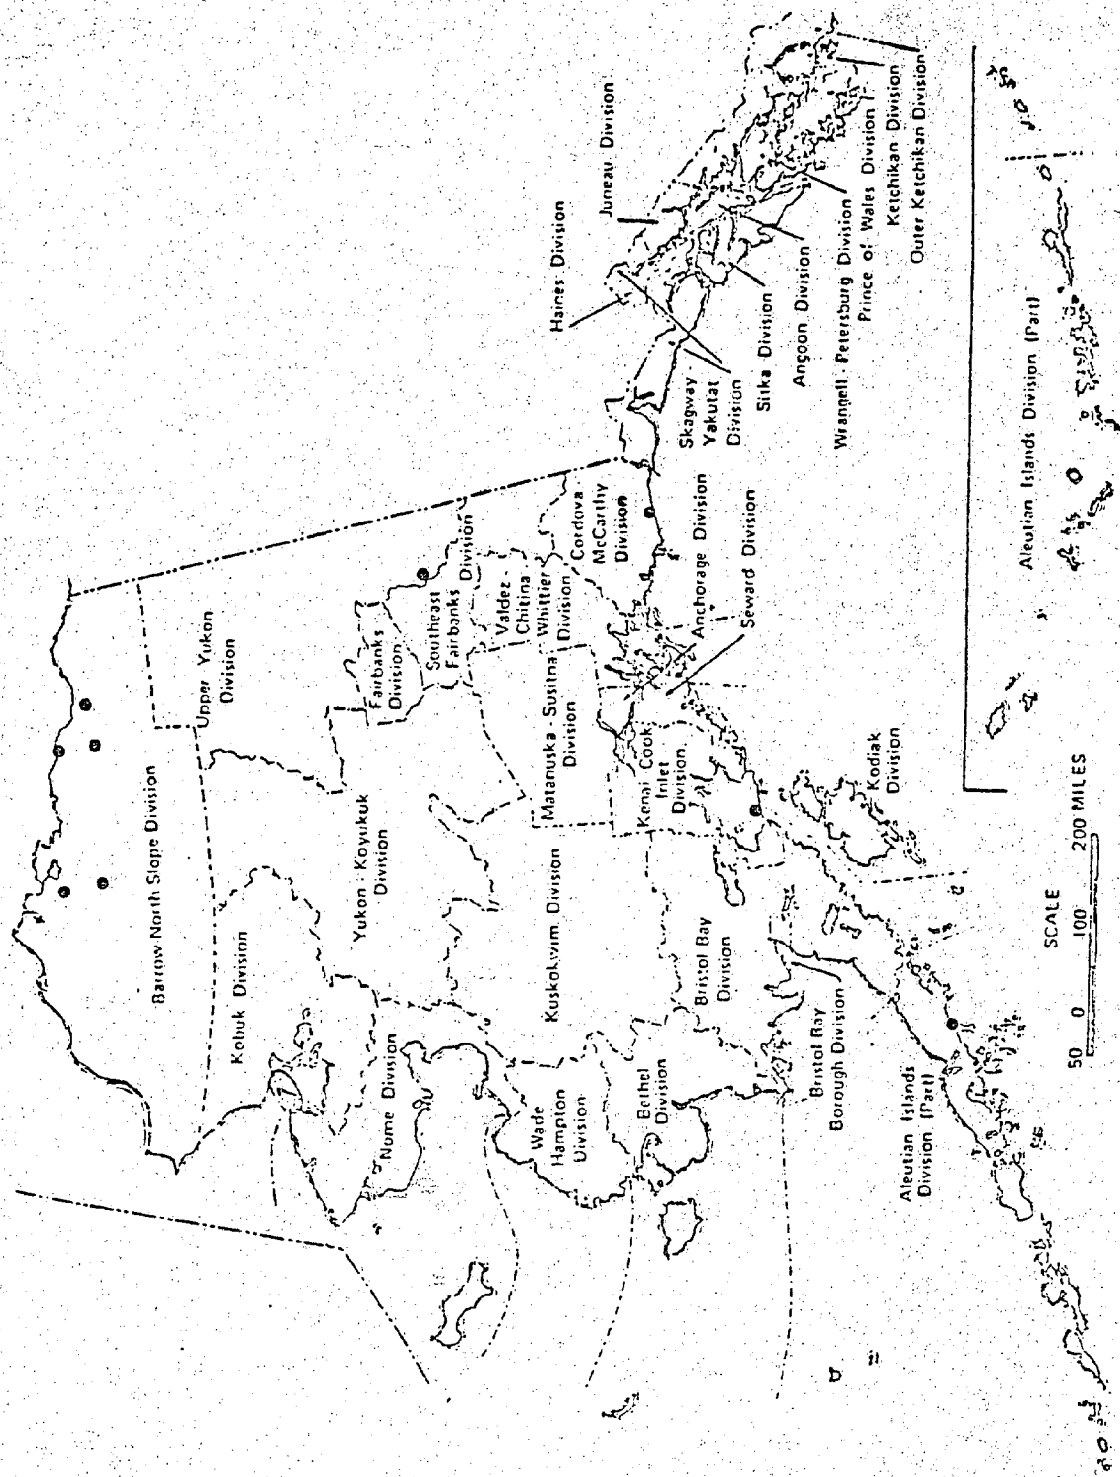 Barrow-North Slope Division
Upper Yukon
Division
Kobuk Division
Yukon - Koyukuk
Division
Fairbanks
Division
Southeast
Fairbanks
Division
Nome Division
Valdez -
Chitina
Whittier
Division
Matanuska - Susitna
Division
Kuskokwim Division
Wade
Hampton
Division
Cordova
McCarthy
Division
Kenai Cook
Inlet
Division
Bethel
Division
Bristol Bay
Division
Anchorage Division
Seward Division
Haines Division
Juneau Division
Skagway -
Yakutat
Division
Sitka Division
Angoon Division
Wrangell - Petersburg Division
Prince of Wales Division
Ketchikan Division
Outer Ketchikan Division
Bristol Bay
Borough Division
Kodiak
Division
Aleutian Islands
Division (Part)
Aleutian Islands Division (Part)
SCALE
50 0 100 200 MILES